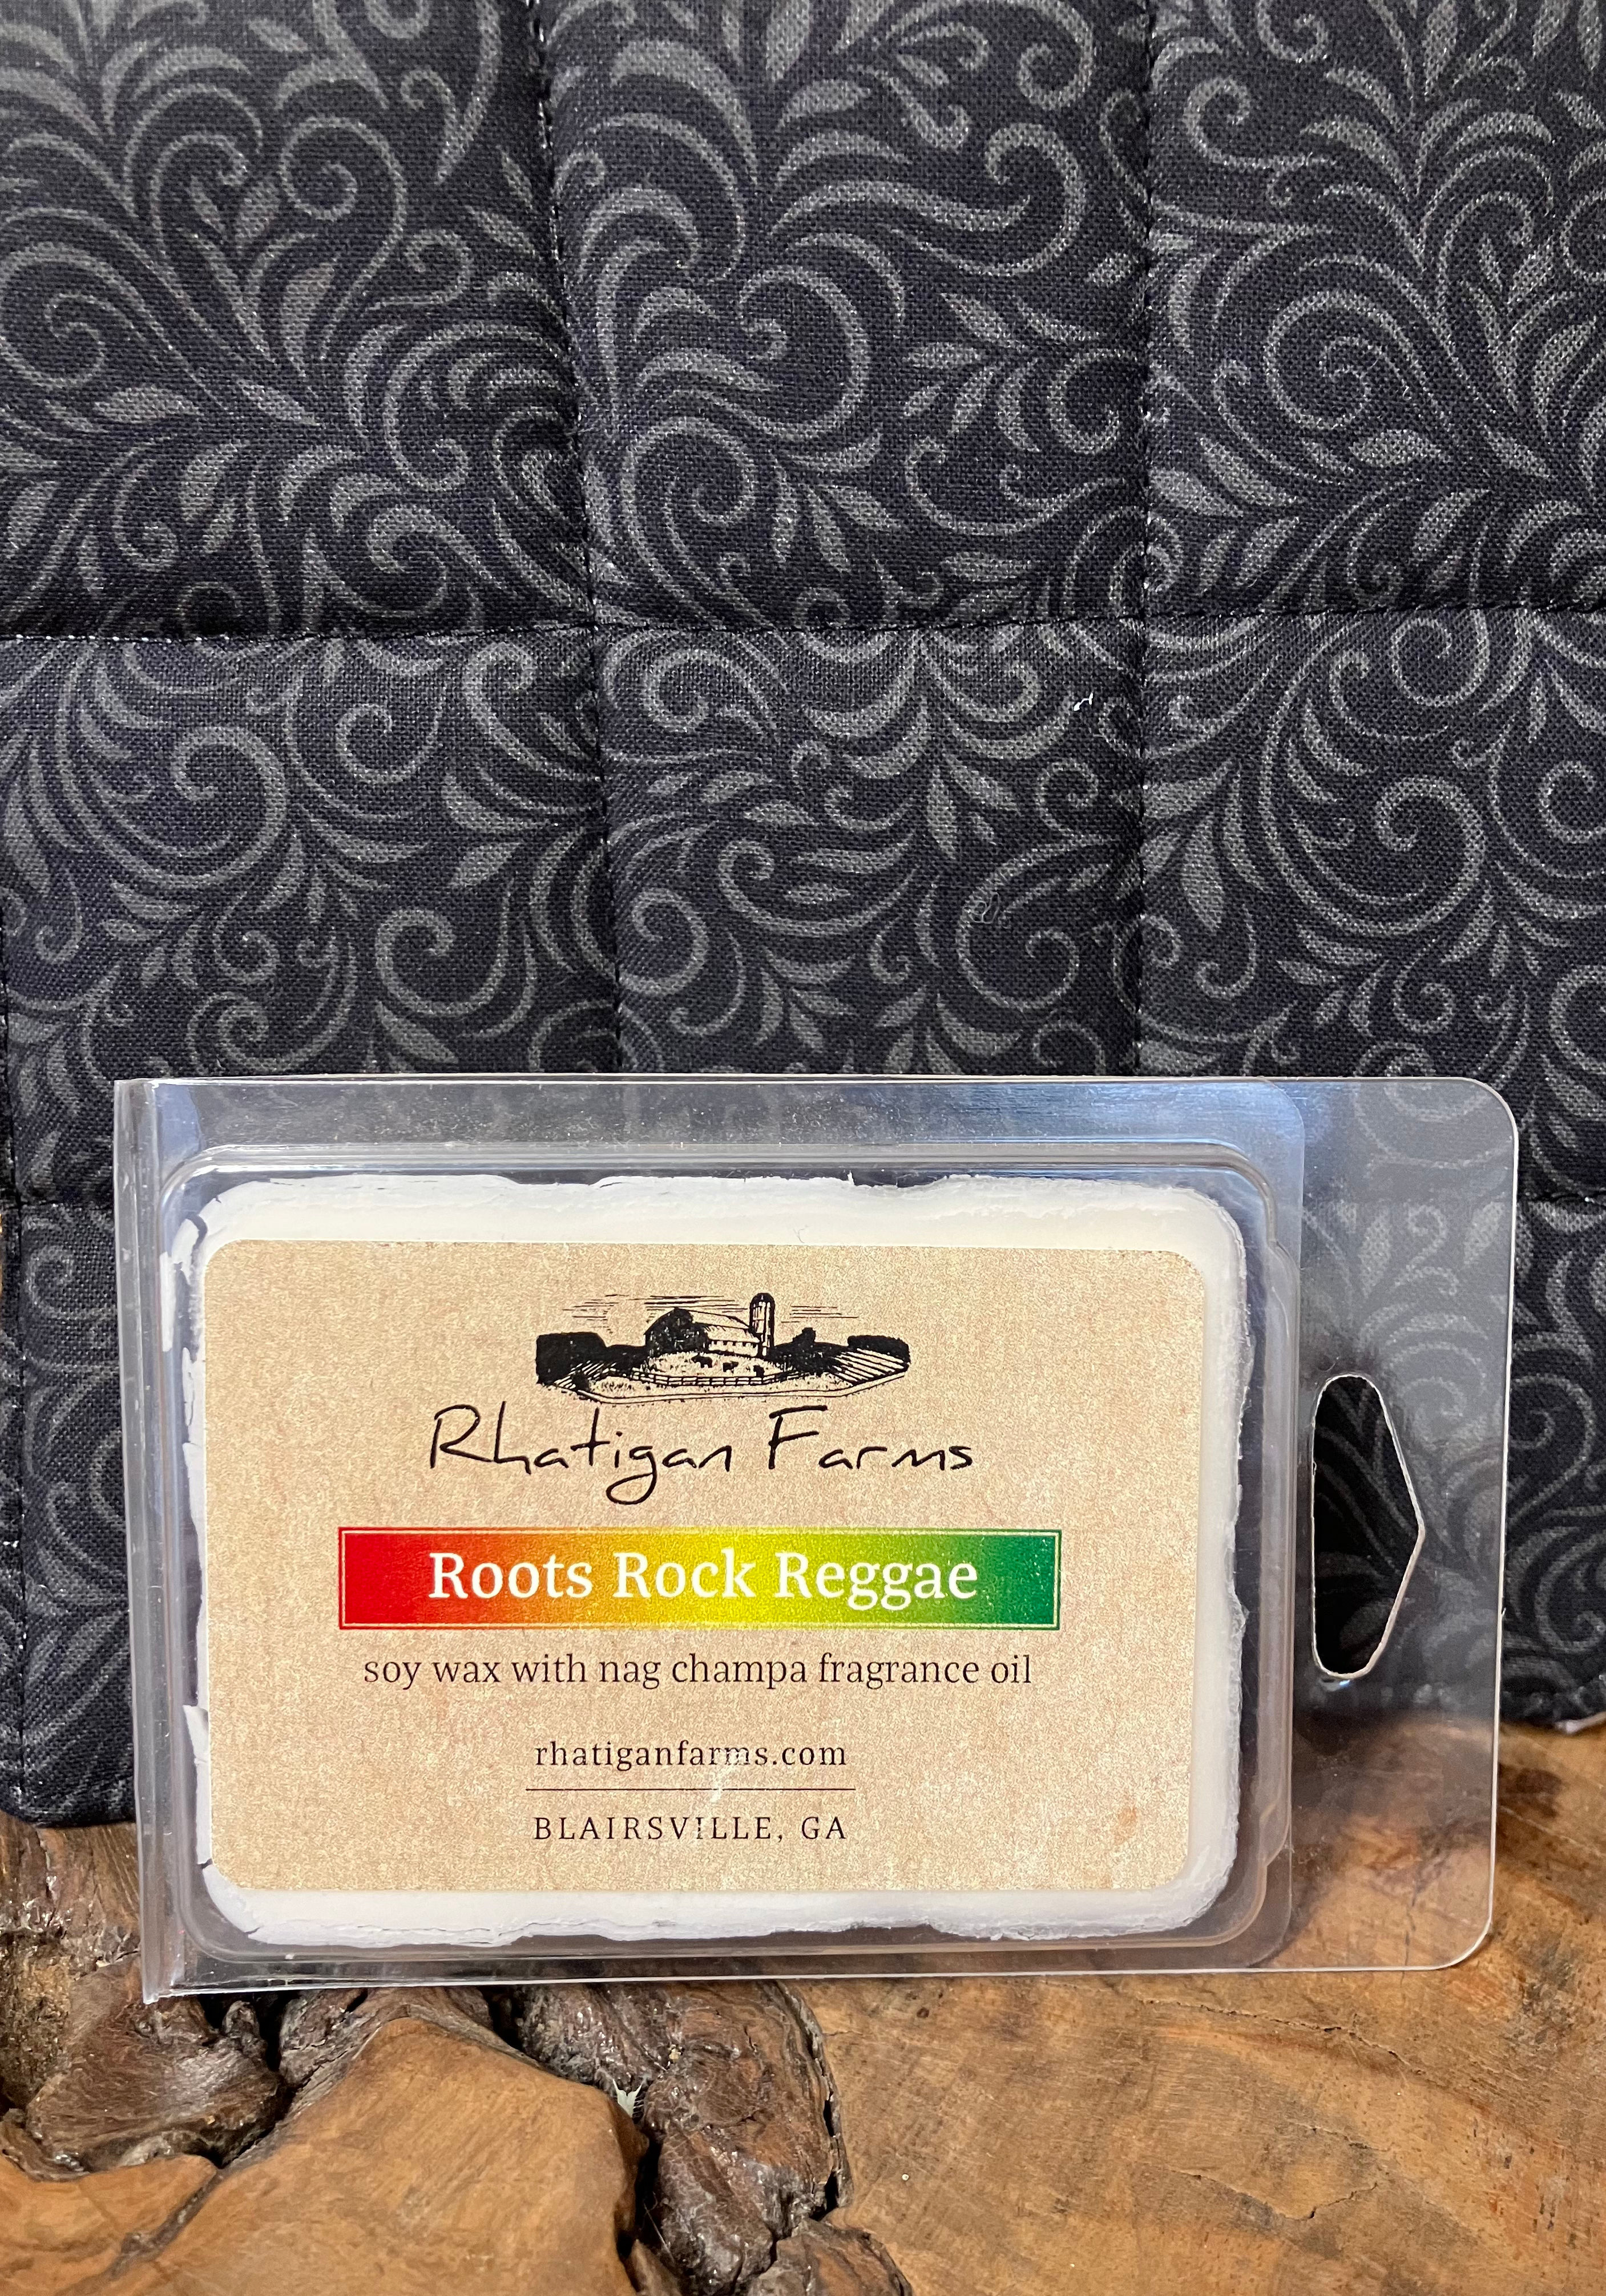 Rhatigan Farms
Roots Rock Reggae
soy wax with nag champa fragrance oil
rhatiganfarms.com
BLAIRSVILLE, GA